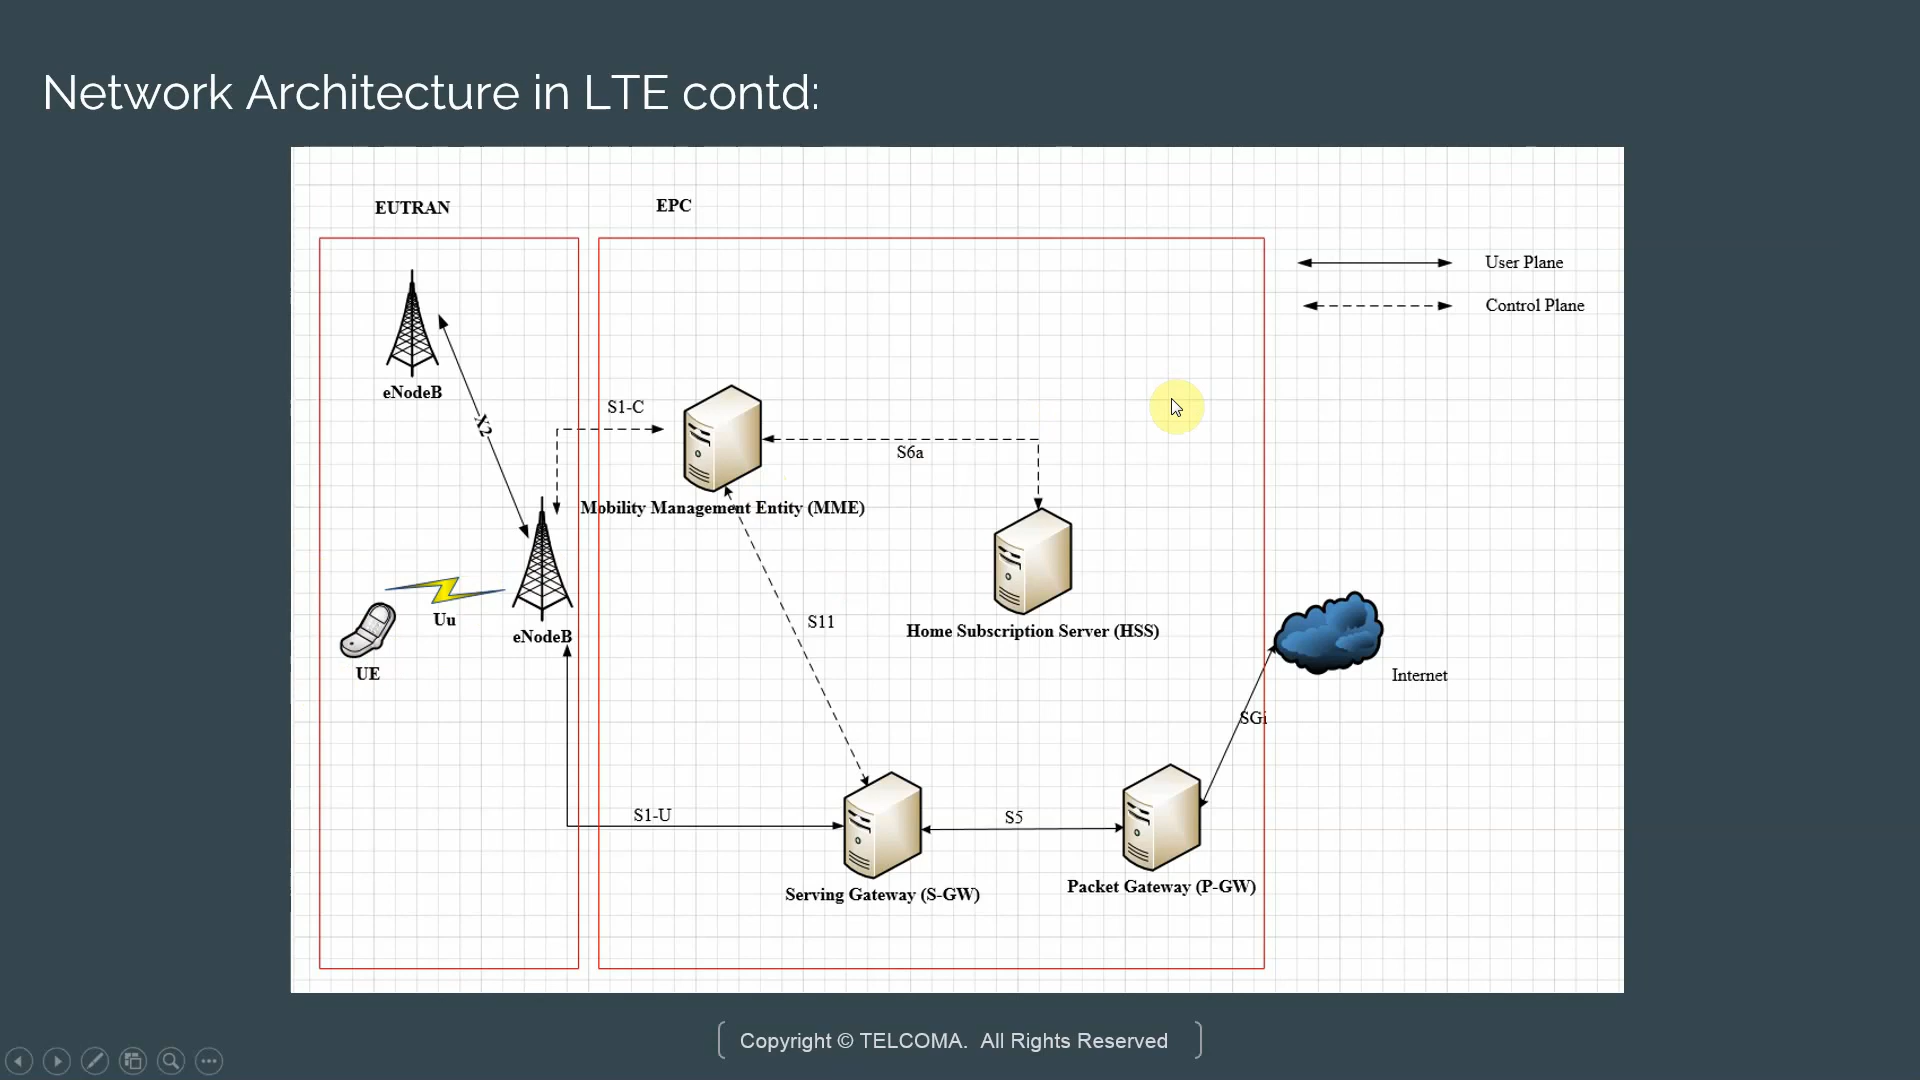 Network Architecture in LTE contd:
EUTRAN
EPC
User Plane
Control Plane
eNodeB
X2
S1-C
S6a
Mobility Management Entity (MME)
Uu
eNodeB
UE
S11
Home Subscription Server (HSS)
Internet
SGi
S1-U
S5
Serving Gateway (S-GW)
Packet Gateway (P-GW)
Copyright © TELCOMA. All Rights Reserved